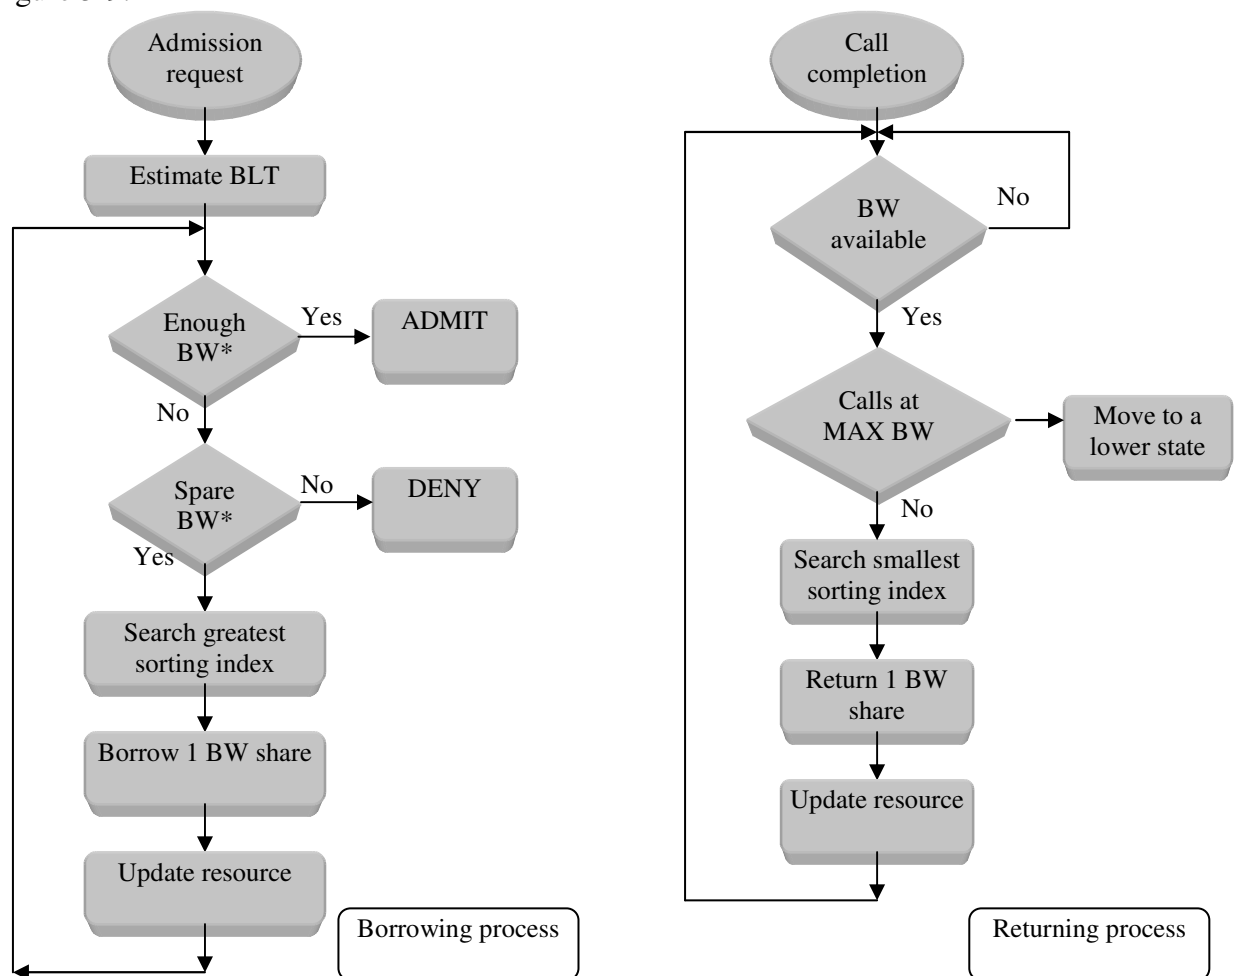 Admission
request
Estimate BLT
Enough
BW*
Yes
ADMIT
No
Spare
BW*
No
DENY
Yes
Search greatest
sorting index
Borrow 1 BW share
Update resource
Borrowing process
Call
completion
BW
available
No
Yes
Calls at
MAX BW
Move to a
lower state
No
Search smallest
sorting index
Return 1 BW
share
Update resource
Returning process